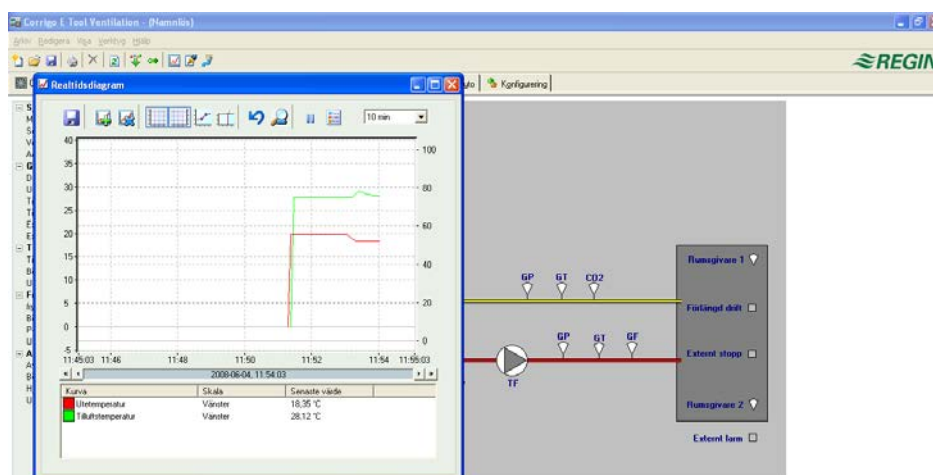 Corrigo E Tool Ventilation - (Namnlös)
Arkiv Redigera Visa Verktyg Hjälp
REGIN
Konfigurering
Realtidsdiagram
10 min
40
35
30
25
20
15
10
5
0
-5
100
80
60
40
20
0
11:45:03 11:46 11:48 11:50 11:52 11:54 11:55:03
2008-06-04, 11:54:03
Kurva Skala Senaste värde
Utetemperatur Vänster 18,35 °C
Tilluftstemperatur Vänster 28,12 °C
GP GT CO2
GP GT GF
TF
Rumsgivare 1
Förlängd drift
Externt stopp
Rumsgivare 2
Externt larm